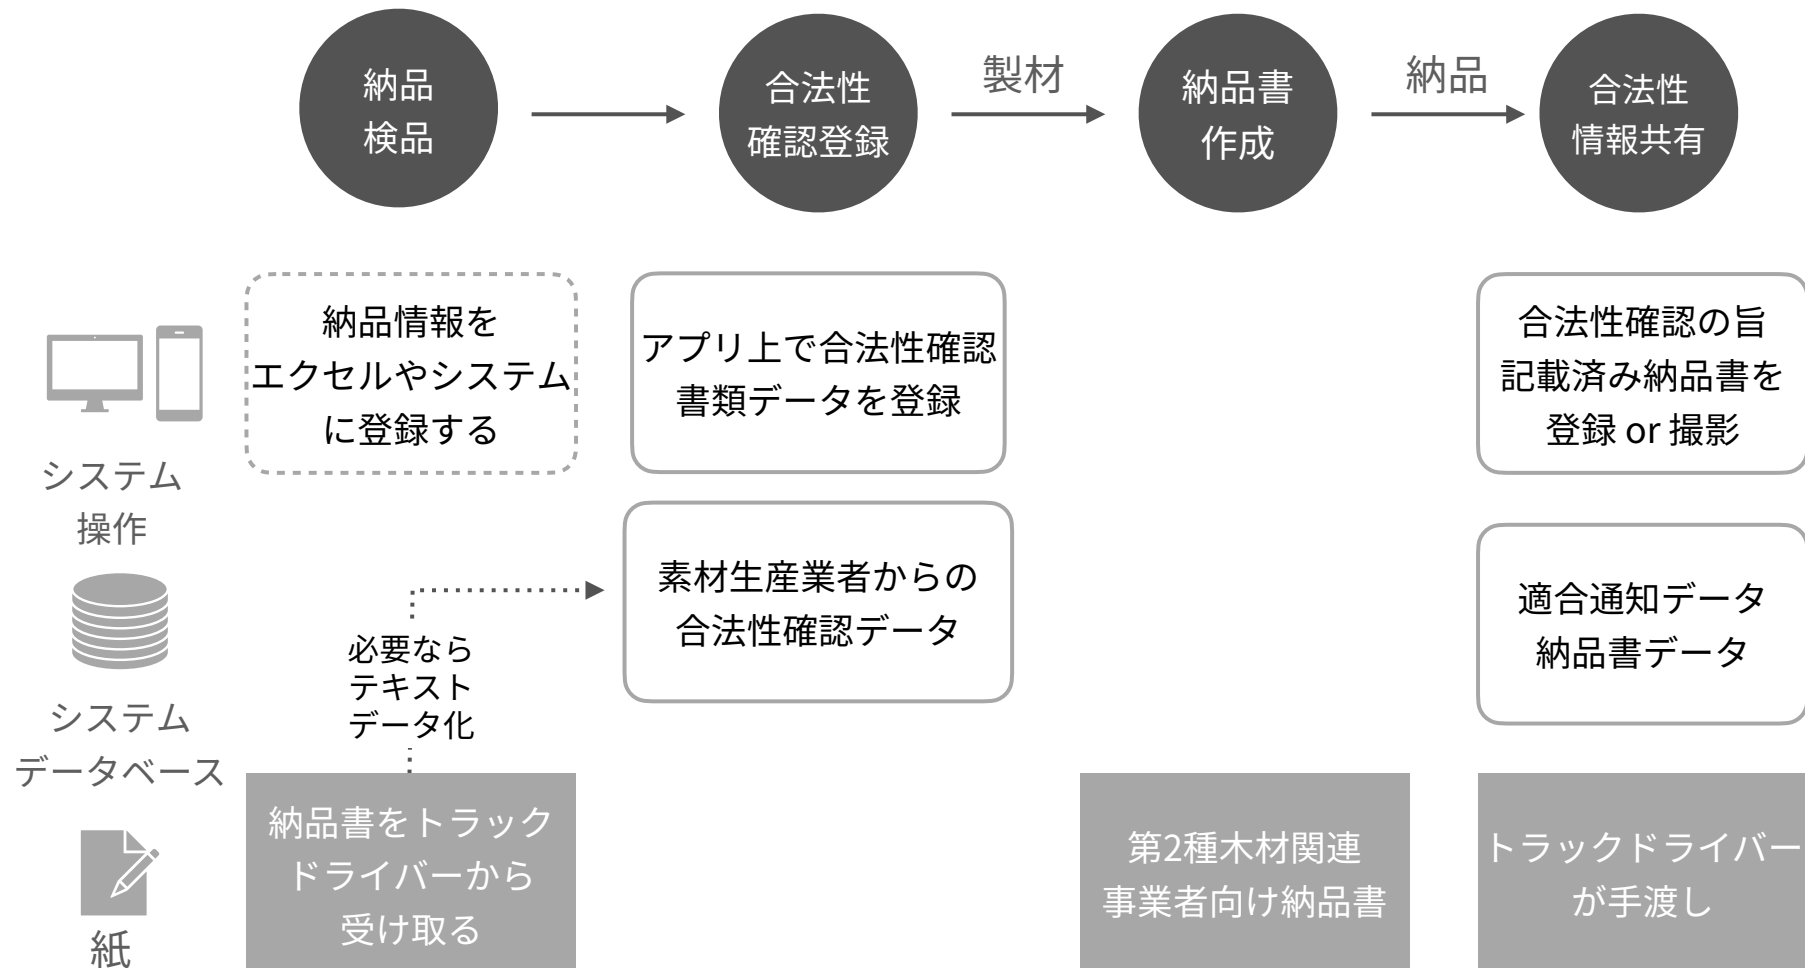 納品
検品
合法性
確認登録
製材
納品書
作成
納品
合法性
情報共有
システム
操作
納品情報を
エクセルやシステム
に登録する
アプリ上で合法性確認
書類データを登録
合法性確認の旨
記載済み納品書を
登録 or 撮影
システム
データベース
必要なら
テキスト
データ化
素材生産業者からの
合法性確認データ
適合通知データ
納品書データ
紙
納品書をトラック
ドライバーから
受け取る
第2種木材関連
事業者向け納品書
トラックドライバー
が手渡し